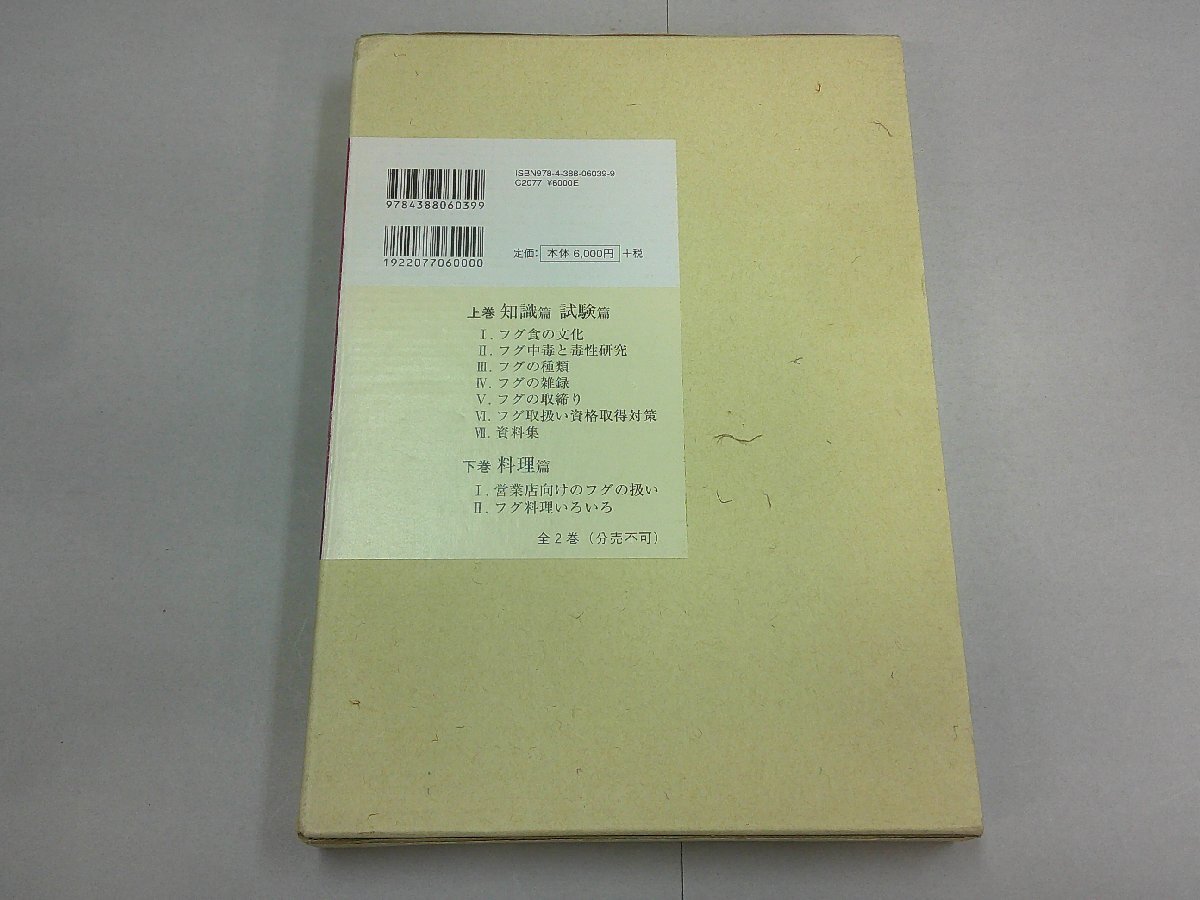 ISBN978-4-388-06039-9
C2077 ¥6000E
9784388060399
1922077060000
定価：本体 6,000円 +税
上巻 知識篇 試験篇
Ⅰ. フグ食の文化
Ⅱ. フグ中毒と毒性研究
Ⅲ. フグの種類
Ⅳ. フグの雑録
Ⅴ. フグの取締り
Ⅵ. フグ取扱い資格取得対策
Ⅶ. 資料集
下巻 料理篇
Ⅰ. 営業店向けのフグの扱い
Ⅱ. フグ料理いろいろ
全2巻（分売不可）